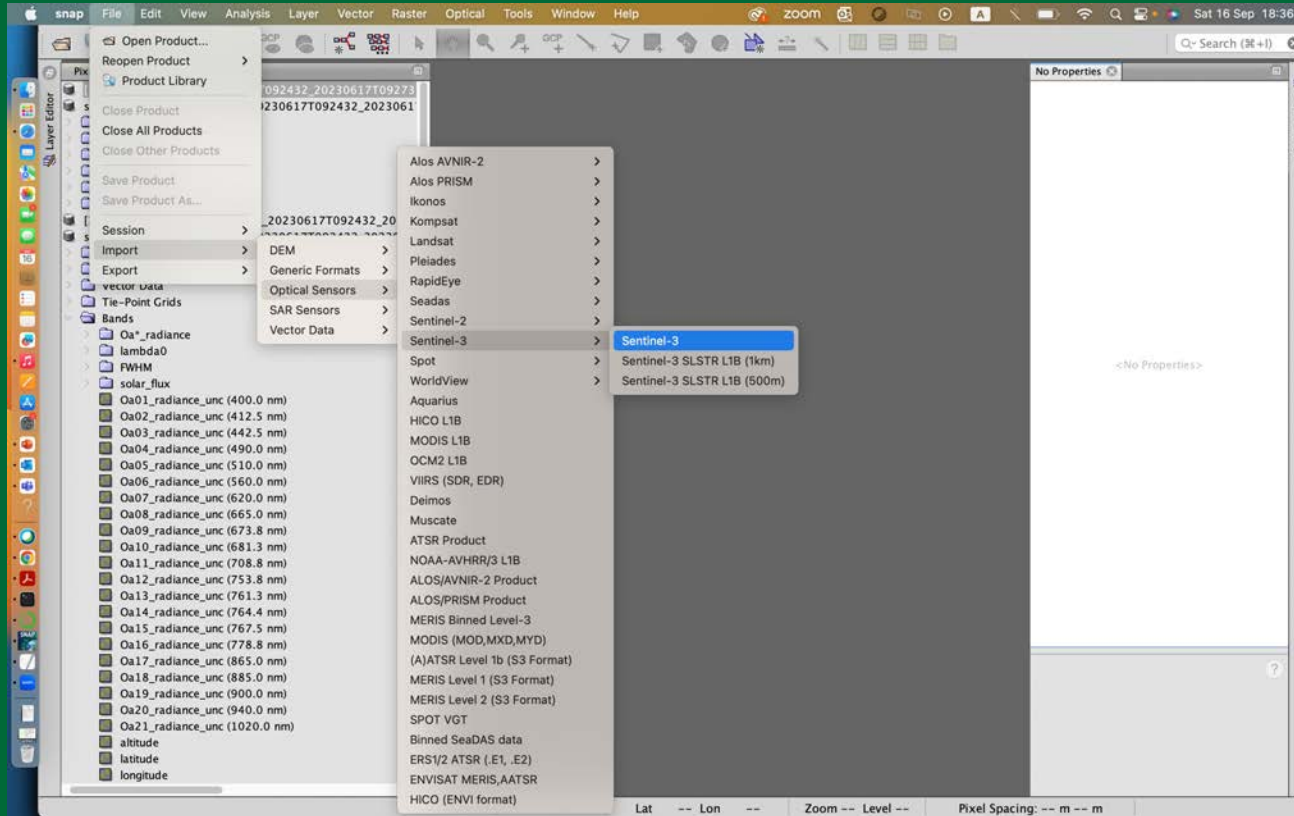 snap File Edit View Analysis Layer Vector Raster Optical Tools Window Help zoom A Sat 16 Sep 18:36
Search (⌘+I)
Open Product...
Reopen Product
Product Library
Close Product
Close All Products
Close Other Products
Save Product
Save Product As...
Session
Import
Export
Layer Editor
Pix
T092432_20230617T09273
0230617T092432_2023061
_20230617T092432_20
DEM
Generic Formats
Optical Sensors
SAR Sensors
Vector Data
Alos AVNIR-2
Alos PRISM
Ikonos
Kompsat
Landsat
Pleiades
RapidEye
Seadas
Sentinel-2
Sentinel-3
Spot
WorldView
Aquarius
HICO L1B
MODIS L1B
OCM2 L1B
VIIRS (SDR, EDR)
Deimos
Muscate
ATSR Product
NOAA-AVHRR/3 L1B
ALOS/AVNIR-2 Product
ALOS/PRISM Product
MERIS Binned Level-3
MODIS (MOD,MXD,MYD)
(A)ATSR Level 1b (S3 Format)
MERIS Level 1 (S3 Format)
MERIS Level 2 (S3 Format)
SPOT VGT
Binned SeaDAS data
ERS1/2 ATSR (.E1, .E2)
ENVISAT MERIS,AATSR
HICO (ENVI format)
Sentinel-3
Sentinel-3 SLSTR L1B (1km)
Sentinel-3 SLSTR L1B (500m)
Vector Data
Tie-Point Grids
Bands
Oa*_radiance
lambda0
FWHM
solar_flux
Oa01_radiance_unc (400.0 nm)
Oa02_radiance_unc (412.5 nm)
Oa03_radiance_unc (442.5 nm)
Oa04_radiance_unc (490.0 nm)
Oa05_radiance_unc (510.0 nm)
Oa06_radiance_unc (560.0 nm)
Oa07_radiance_unc (620.0 nm)
Oa08_radiance_unc (665.0 nm)
Oa09_radiance_unc (673.8 nm)
Oa10_radiance_unc (681.3 nm)
Oa11_radiance_unc (708.8 nm)
Oa12_radiance_unc (753.8 nm)
Oa13_radiance_unc (761.3 nm)
Oa14_radiance_unc (764.4 nm)
Oa15_radiance_unc (767.5 nm)
Oa16_radiance_unc (778.8 nm)
Oa17_radiance_unc (865.0 nm)
Oa18_radiance_unc (885.0 nm)
Oa19_radiance_unc (900.0 nm)
Oa20_radiance_unc (940.0 nm)
Oa21_radiance_unc (1020.0 nm)
altitude
latitude
longitude
No Properties
<No Properties>
Lat -- Lon -- Zoom -- Level -- Pixel Spacing: -- m -- m